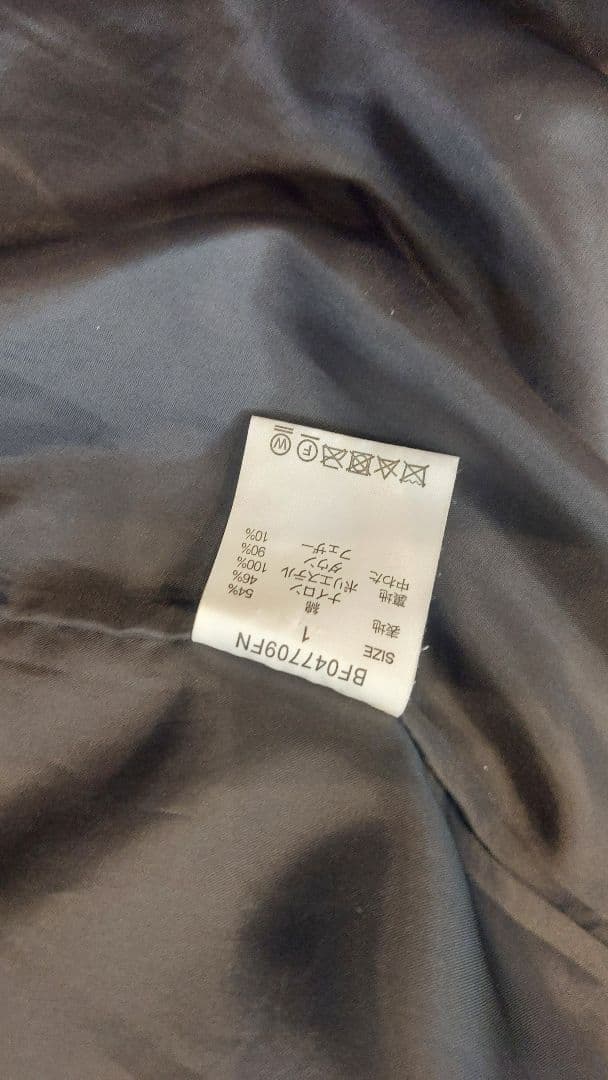 BF047709FN
SIZE 1
表地 綿 54%
ナイロン 46%
裏地 ポリエステル 100%
中わた ダウン 90%
フェザー 10%
F W